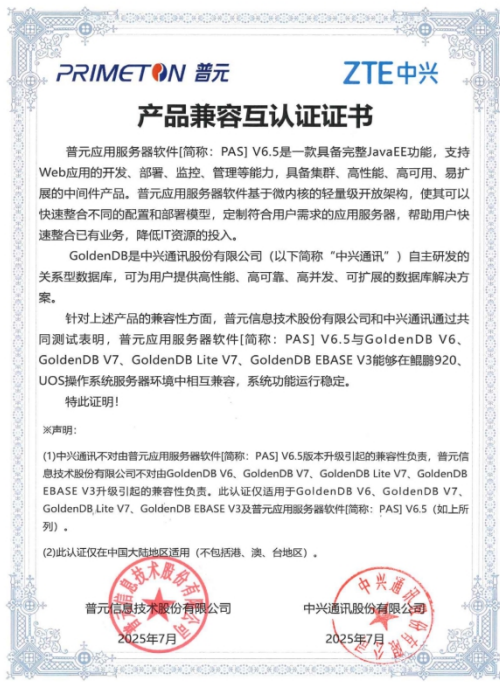 PRIMETON 普元
ZTE中兴
产品兼容互认证证书
普元应用服务器软件[简称：PAS] V6.5是一款具备完整JavaEE功能，支持
Web应用的开发、部署、监控、管理等能力，具备集群、高性能、高可用、易扩
展的中间件产品。普元应用服务器软件基于微内核的轻量级开放架构，使其可以
快速整合不同的配置和部署模型，定制符合用户需求的应用服务器，帮助用户快
速整合已有业务，降低IT资源的投入。
GoldenDB是中兴通讯股份有限公司（以下简称“中兴通讯”）自主研发的
关系型数据库，可为用户提供高性能、高可靠、高并发、可扩展的数据库解决方
案。
针对上述产品的兼容性方面，普元信息技术股份有限公司和中兴通讯通过共
同测试表明，普元应用服务器软件[简称：PAS] V6.5与GoldenDB V6、
GoldenDB V7、GoldenDB Lite V7、GoldenDB EBASE V3能够在鲲鹏920、
UOS操作系统服务器环境中相互兼容，系统功能运行稳定。
特此证明！
※声明：
(1)中兴通讯不对由普元应用服务器软件[简称：PAS] V6.5版本升级引起的兼容性负责，普元信
息技术股份有限公司不对由GoldenDB V6、GoldenDB V7、GoldenDB Lite V7、GoldenDB
EBASE V3升级引起的兼容性负责。此认证仅适用于GoldenDB V6、GoldenDB V7、
GoldenDB Lite V7、GoldenDB EBASE V3及普元应用服务器软件[简称：PAS] V6.5（如上所
列）。
(2)此认证仅在中国大陆地区适用（不包括港、澳、台地区）。
普元信息技术股份有限公司
中兴通讯股份有限公司
2025年7月
2025年7月
普元信息技术股份有限公司
中兴通讯股份有限公司